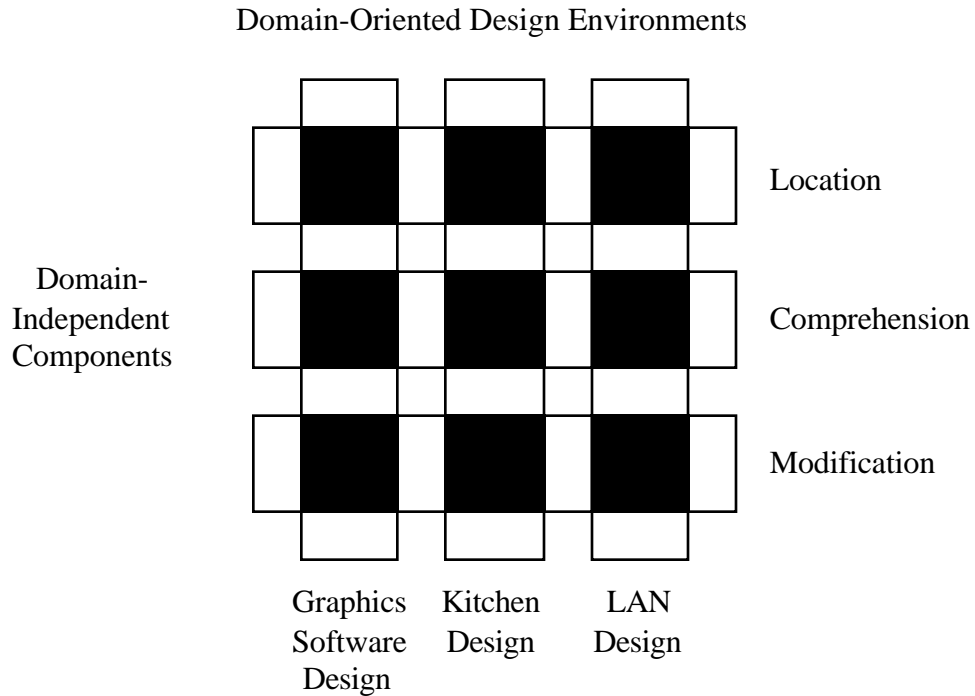 Domain-Oriented Design Environments
Location
Domain-
Independent
Components
Comprehension
Modification
Graphics
Software
Design
Kitchen
Design
LAN
Design